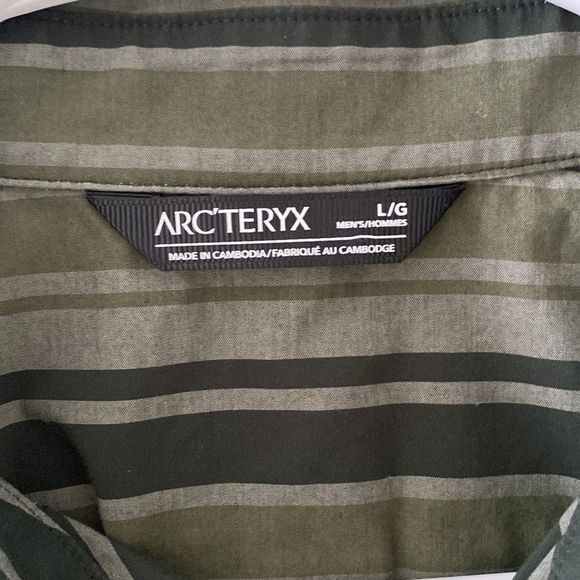 ARC'TERYX
L/G
MEN'S/HOMMES
MADE IN CAMBODIA/FABRIQUÉ AU CAMBODGE